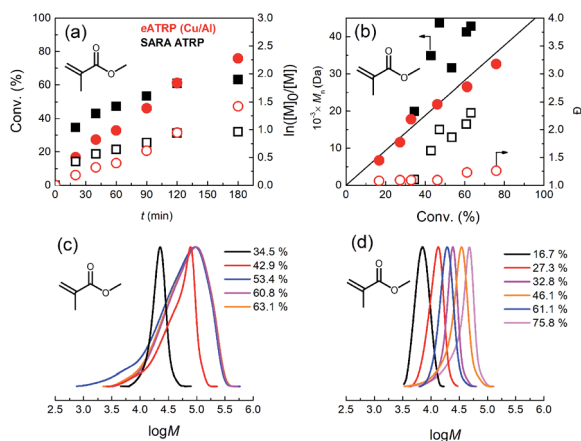 (a)
eATRP (Cu/Al)
SARA ATRP
O
O
Conv. (%)
100
80
60
40
20
0
ln([M]0/[M])
3.0
2.5
2.0
1.5
1.0
0.5
0.0
0 30 60 90 120 150 180
t (min)
(b)
O
O
10⁻³× Mn (Da)
40
30
20
10
0
Đ
4.0
3.5
3.0
2.5
2.0
1.5
1.0
0 20 40 60 80 100
Conv. (%)
(c)
O
O
34.5 %
42.9 %
53.4 %
60.8 %
63.1 %
2.5 3.0 3.5 4.0 4.5 5.0 5.5 6.0
logM
(d)
O
O
16.7 %
27.3 %
32.8 %
46.1 %
61.1 %
75.8 %
2.5 3.0 3.5 4.0 4.5 5.0 5.5 6.0
logM